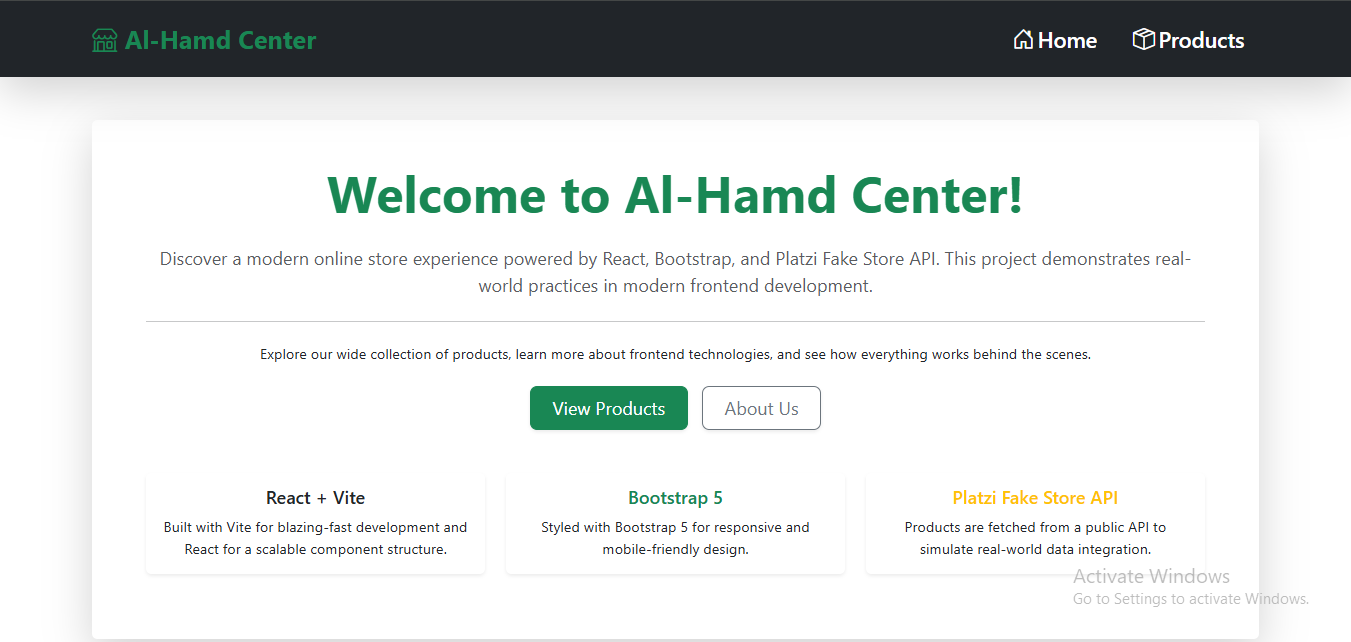 Al-Hamd Center
Home
Products
Welcome to Al-Hamd Center!
Discover a modern online store experience powered by React, Bootstrap, and Platzi Fake Store API. This project demonstrates real-
world practices in modern frontend development.
Explore our wide collection of products, learn more about frontend technologies, and see how everything works behind the scenes.
View Products
About Us
React + Vite
Built with Vite for blazing-fast development and
React for a scalable component structure.
Bootstrap 5
Styled with Bootstrap 5 for responsive and
mobile-friendly design.
Platzi Fake Store API
Products are fetched from a public API to
simulate real-world data integration.
Activate Windows
Go to Settings to activate Windows.